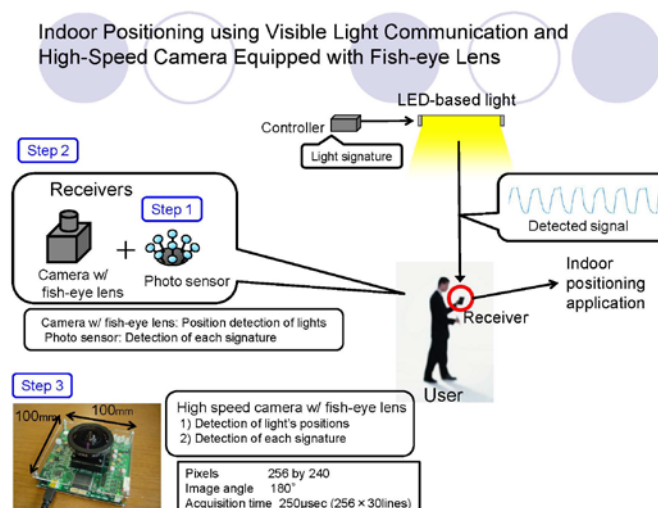 Indoor Positioning using Visible Light Communication and
High-Speed Camera Equipped with Fish-eye Lens
LED-based light
Controller
Light signature
Step 2
Receivers
Step 1
+
Camera w/
fish-eye lens
Photo sensor
Detected signal
Indoor
positioning
application
Receiver
User
Camera w/ fish-eye lens: Position detection of lights
Photo sensor: Detection of each signature
Step 3
100mm
100mm
High speed camera w/ fish-eye lens
1) Detection of light's positions
2) Detection of each signature
Pixels 256 by 240
Image angle 180°
Acquisition time 250μsec (256 × 30lines)